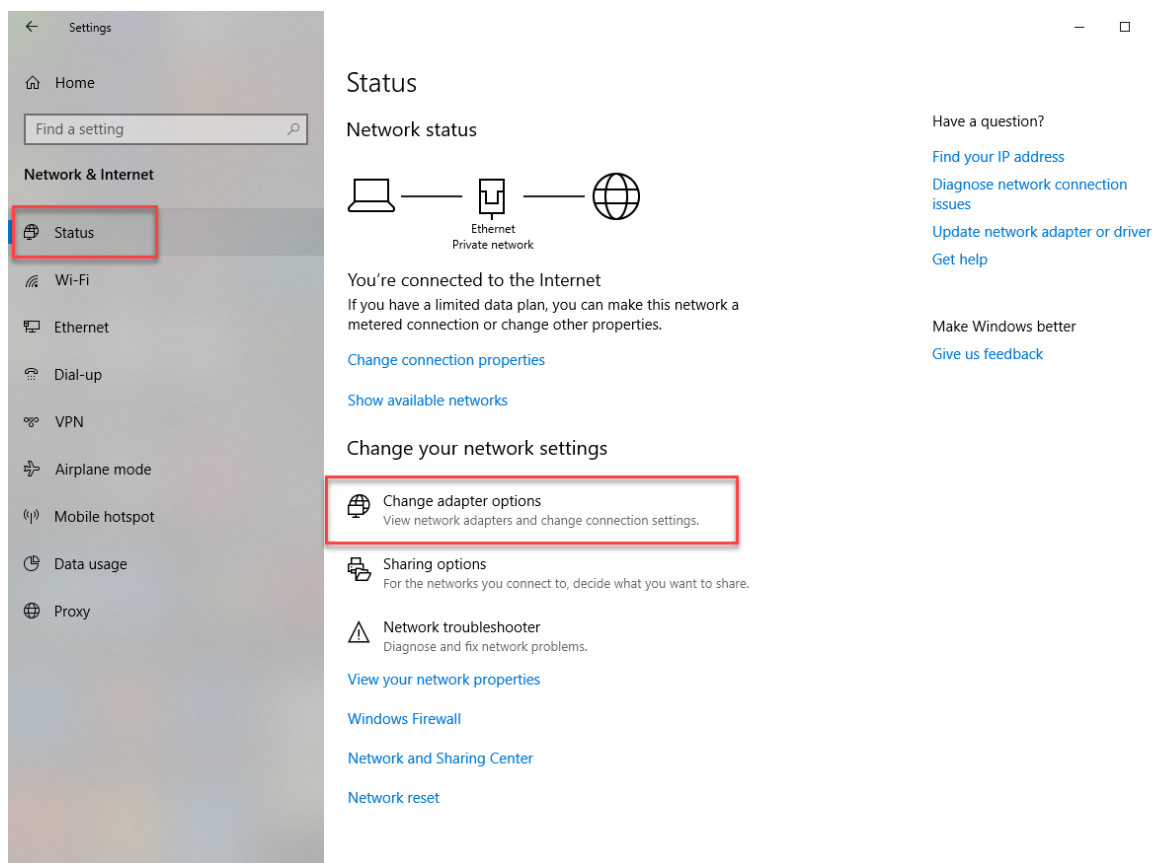 Settings
Home
Find a setting
Network & Internet
Status
Wi-Fi
Ethernet
Dial-up
VPN
Airplane mode
Mobile hotspot
Data usage
Proxy
Status
Network status
Ethernet
Private network
You’re connected to the Internet
If you have a limited data plan, you can make this network a
metered connection or change other properties.
Change connection properties
Show available networks
Change your network settings
Change adapter options
View network adapters and change connection settings.
Sharing options
For the networks you connect to, decide what you want to share.
Network troubleshooter
Diagnose and fix network problems.
View your network properties
Windows Firewall
Network and Sharing Center
Network reset
Have a question?
Find your IP address
Diagnose network connection
issues
Update network adapter or driver
Get help
Make Windows better
Give us feedback